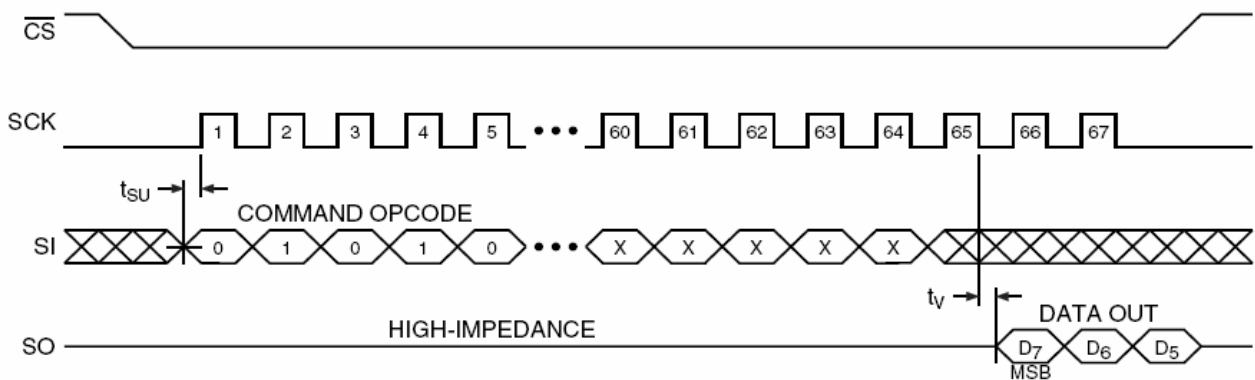 CS
SCK
1 2 3 4 5 ••• 60 61 62 63 64 65 66 67
tSU
COMMAND OPCODE
SI
0 1 0 1 0 ••• X X X X X
tV
DATA OUT
HIGH-IMPEDANCE
SO
D7 D6 D5
MSB